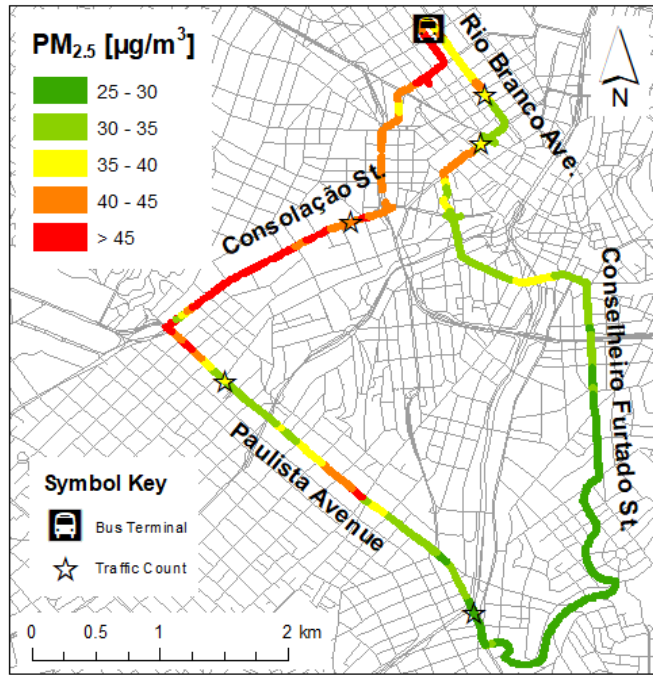 PM2.5 [µg/m³]
25 - 30
30 - 35
35 - 40
40 - 45
> 45
Rio Branco Ave.
N
Consolação St.
Conselheiro Furtado St.
Paulista Avenue
Symbol Key
Bus Terminal
Traffic Count
0 0.5 1 2 km